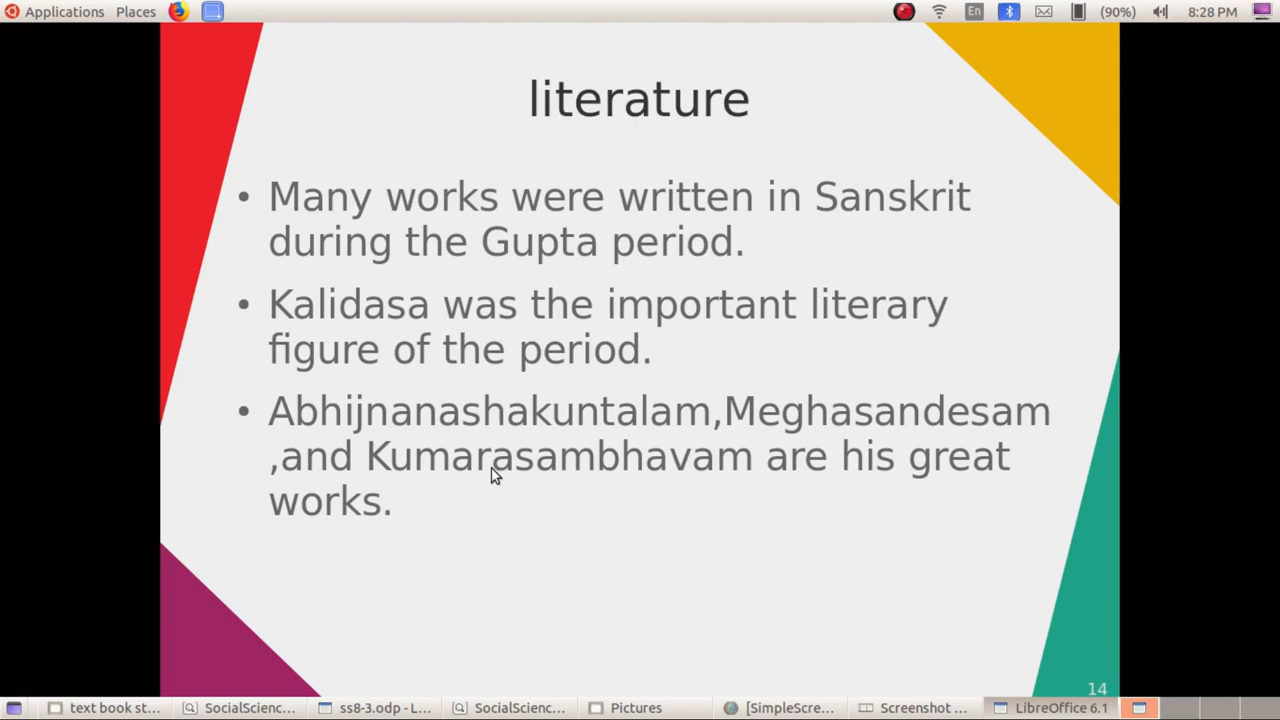 Applications Places En (90%) 8:28 PM
literature
• Many works were written in Sanskrit
during the Gupta period.
• Kalidasa was the important literary
figure of the period.
• Abhijnanashakuntalam,Meghasandesam
,and Kumarasambhavam are his great
works.
14
text book st... SocialScienc... ss8-3.odp - L... SocialScienc... Pictures [SimpleScre... Screenshot ... LibreOffice 6.1